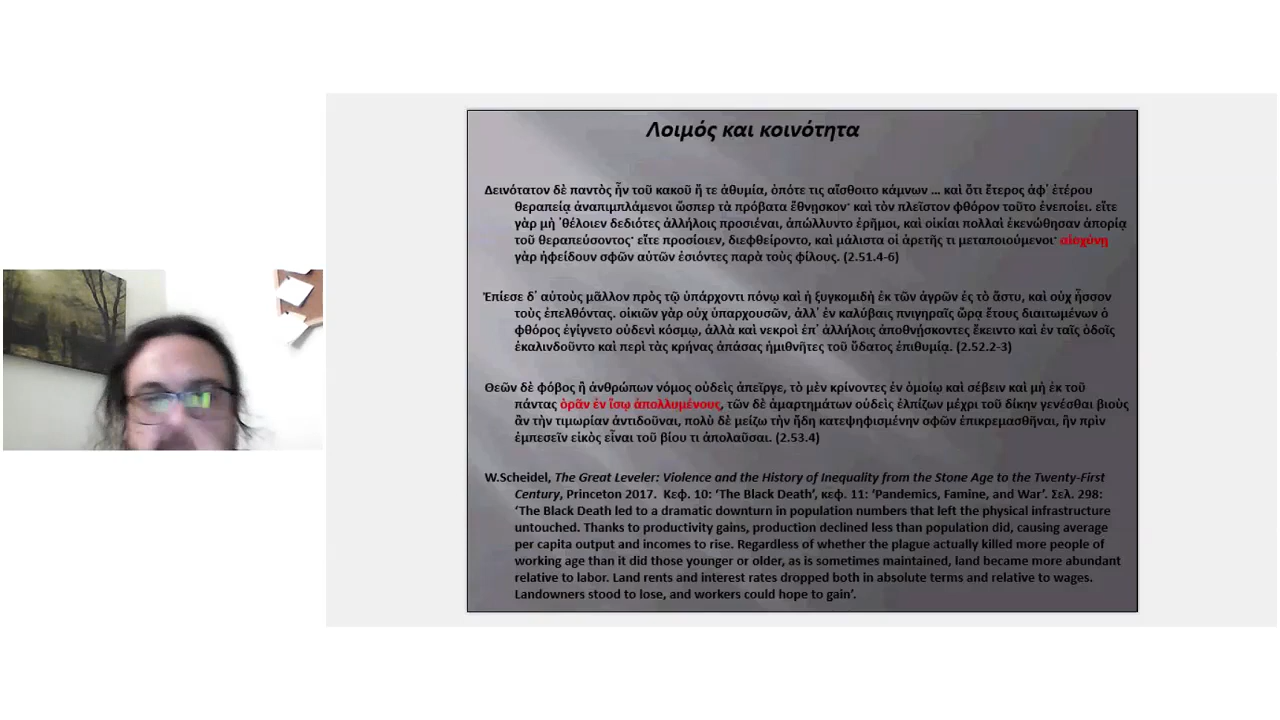 Λοιμός και κοινότητα
Δεινότατον δὲ παντὸς ἦν τοῦ κακοῦ ἥ τε ἀθυμία, ὁπότε τις αἴσθοιτο κάμνων ... καὶ ὅτι ἕτερος ἀφ᾽ ἑτέρου
θεραπείᾳ ἀναπιμπλάμενοι ὥσπερ τὰ πρόβατα ἔθνῃσκον· καὶ τὸν πλεῖστον φθόρον τοῦτο ἐνεποίει. εἴτε
γὰρ μὴ ᾽θέλοιεν δεδιότες ἀλλήλοις προσιέναι, ἀπώλλυντο ἐρῆμοι, καὶ οἰκίαι πολλαὶ ἐκενώθησαν ἀπορίᾳ
τοῦ θεραπεύσοντος· εἴτε προσίοιεν, διεφθείροντο, καὶ μάλιστα οἱ ἀρετῆς τι μεταποιούμενοι· αἰσχύνῃ
γὰρ ἠφείδουν σφῶν αὐτῶν ἐσιόντες παρὰ τοὺς φίλους. (2.51.4-6)
Ἐπίεσε δ᾽ αὐτοὺς μᾶλλον πρὸς τῷ ὑπάρχοντι πόνῳ καὶ ἡ ξυγκομιδὴ ἐκ τῶν ἀγρῶν ἐς τὸ ἄστυ, καὶ οὐχ ἧσσον
τοὺς ἐπελθόντας. οἰκιῶν γὰρ οὐχ ὑπαρχουσῶν, ἀλλ᾽ ἐν καλύβαις πνιγηραῖς ὥρᾳ ἔτους διαιτωμένων ὁ
φθόρος ἐγίγνετο οὐδενὶ κόσμῳ, ἀλλὰ καὶ νεκροὶ ἐπ᾽ ἀλλήλοις ἀποθνῄσκοντες ἔκειντο καὶ ἐν ταῖς ὁδοῖς
ἐκαλινδοῦντο καὶ περὶ τὰς κρήνας ἁπάσας ἡμιθνῆτες τοῦ ὕδατος ἐπιθυμίᾳ. (2.52.2-3)
Θεῶν δὲ φόβος ἢ ἀνθρώπων νόμος οὐδεὶς ἀπεῖργε, τὸ μὲν κρίνοντες ἐν ὁμοίῳ καὶ σέβειν καὶ μὴ ἐκ τοῦ
πάντας ὁρᾶν ἐν ἴσῳ ἀπολλυμένους, τῶν δὲ ἁμαρτημάτων οὐδεὶς ἐλπίζων μέχρι τοῦ δίκην γενέσθαι βιοὺς
ἂν τὴν τιμωρίαν ἀντιδοῦναι, πολὺ δὲ μείζω τὴν ἤδη κατεψηφισμένην σφῶν ἐπικρεμασθῆναι, ἣν πρὶν
ἐμπεσεῖν εἰκὸς εἶναι τοῦ βίου τι ἀπολαῦσαι. (2.53.4)
W.Scheidel, The Great Leveler: Violence and the History of Inequality from the Stone Age to the Twenty-First
Century, Princeton 2017. Κεφ. 10: ‘The Black Death’, κεφ. 11: ‘Pandemics, Famine, and War’. Σελ. 298:
‘The Black Death led to a dramatic downturn in population numbers that left the physical infrastructure
untouched. Thanks to productivity gains, production declined less than population did, causing average
per capita output and incomes to rise. Regardless of whether the plague actually killed more people of
working age than it did those younger or older, as is sometimes maintained, land became more abundant
relative to labor. Land rents and interest rates dropped both in absolute terms and relative to wages.
Landowners stood to lose, and workers could hope to gain’.